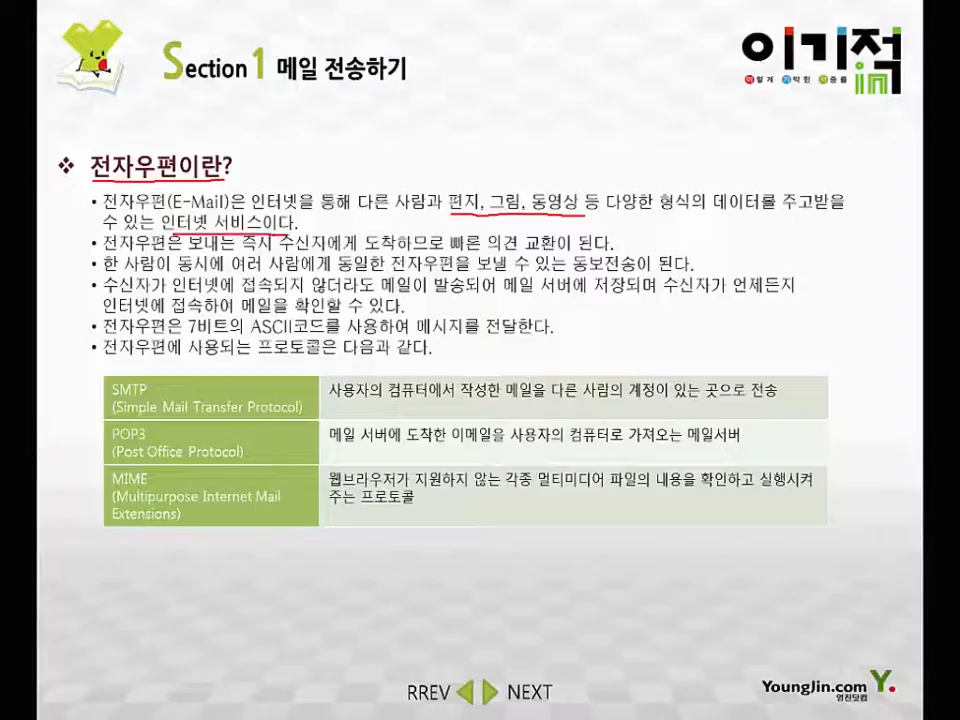 Section 1 메일 전송하기
이기적
이렇게 기막힌 적중률
in
❖ 전자우편이란?
• 전자우편(E-Mail)은 인터넷을 통해 다른 사람과 편지, 그림, 동영상 등 다양한 형식의 데이터를 주고받을
수 있는 인터넷 서비스이다.
• 전자우편은 보내는 즉시 수신자에게 도착하므로 빠른 의견 교환이 된다.
• 한 사람이 동시에 여러 사람에게 동일한 전자우편을 보낼 수 있는 동보전송이 된다.
• 수신자가 인터넷에 접속되지 않더라도 메일이 발송되어 메일 서버에 저장되며 수신자가 언제든지
인터넷에 접속하여 메일을 확인할 수 있다.
• 전자우편은 7비트의 ASCII코드를 사용하여 메시지를 전달한다.
• 전자우편에 사용되는 프로토콜은 다음과 같다.
SMTP
(Simple Mail Transfer Protocol)
사용자의 컴퓨터에서 작성한 메일을 다른 사람의 계정이 있는 곳으로 전송
POP3
(Post Office Protocol)
메일 서버에 도착한 이메일을 사용자의 컴퓨터로 가져오는 메일서버
MIME
(Multipurpose Internet Mail
Extensions)
웹브라우저가 지원하지 않는 각종 멀티미디어 파일의 내용을 확인하고 실행시켜
주는 프로토콜
RREV NEXT
YoungJin.com Y.
영진닷컴